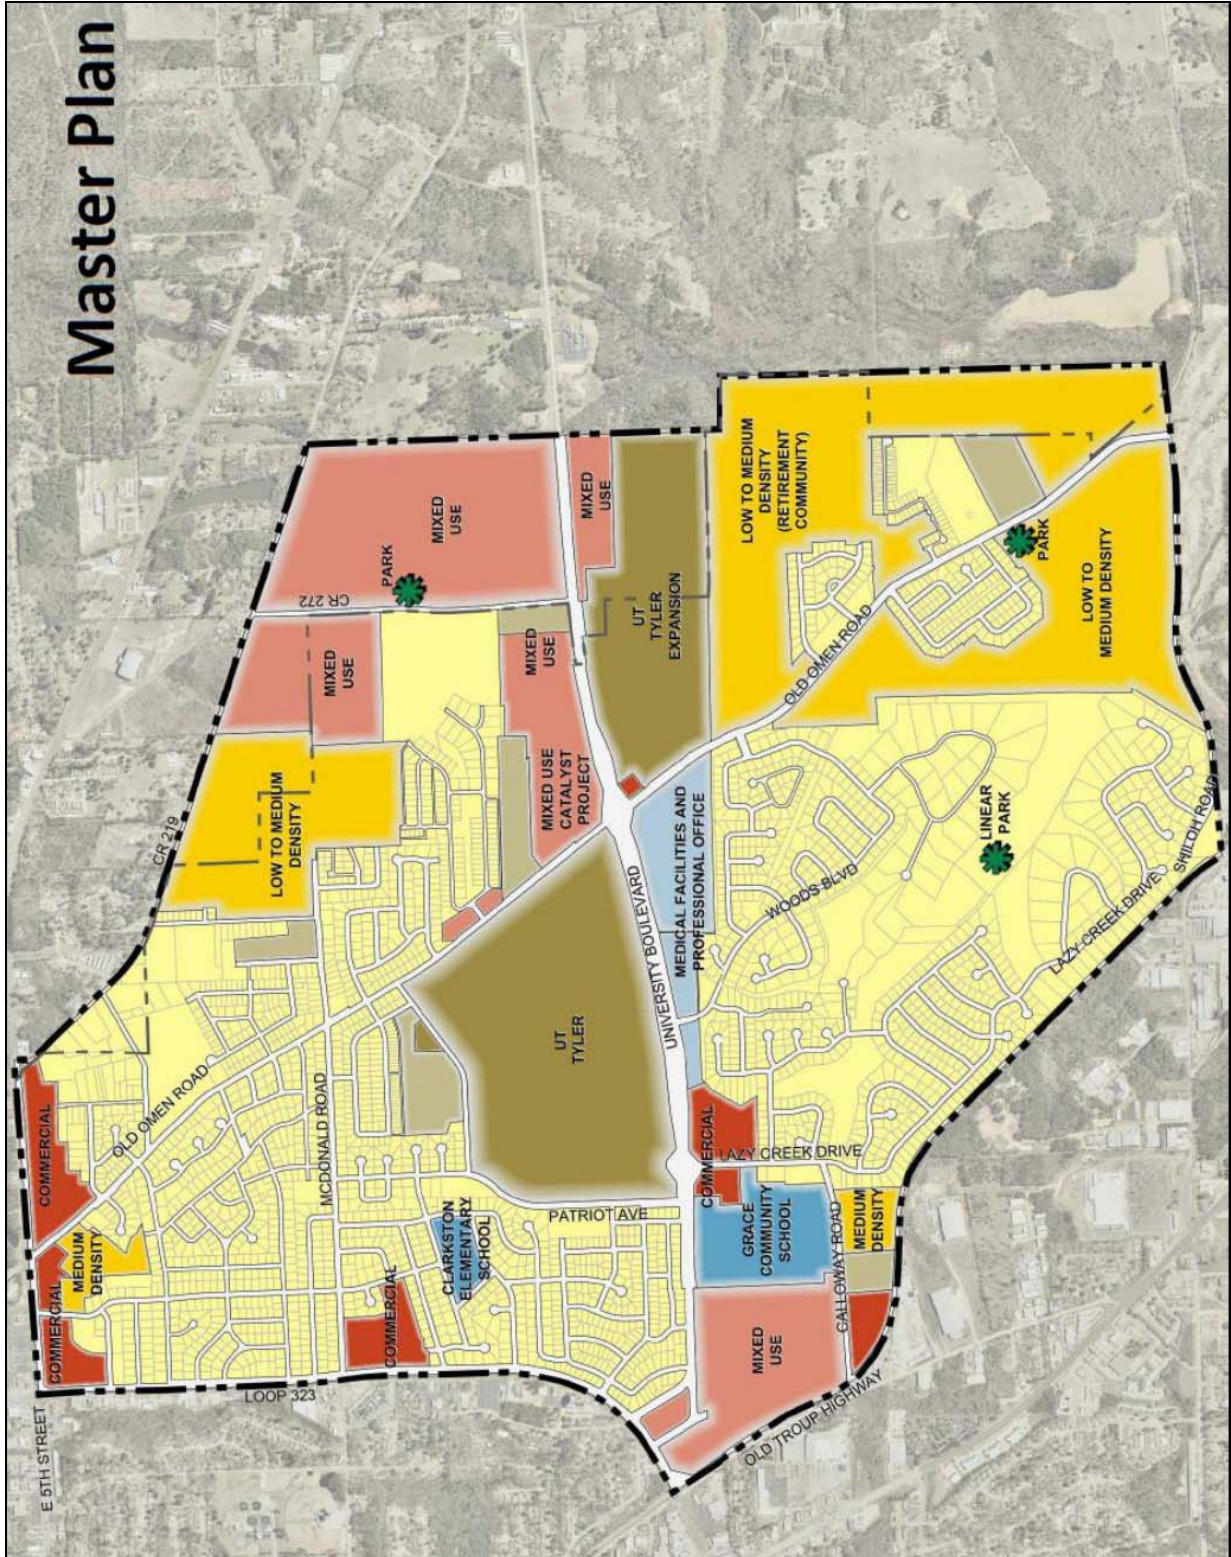 Master Plan
E 5TH STREET
COMMERCIAL
COMMERCIAL
MEDIUM
DENSITY
LOOP 323
OLD OMEN ROAD
MCDONALD ROAD
CR 219
LOW TO MEDIUM
DENSITY
MIXED
USE
CR 272
PARK
MIXED
USE
COMMERCIAL
CLARKSTON
ELEMENTARY
SCHOOL
PATRIOT AVE
UT
TYLER
MIXED USE
CATALYST
PROJECT
MIXED
USE
MIXED
USE
UT
TYLER
EXPANSION
UNIVERSITY BOULEVARD
MEDICAL FACILITIES AND
PROFESSIONAL OFFICE
COMMERCIAL
LAZY CREEK DRIVE
GRACE
COMMUNITY
SCHOOL
MIXED
USE
CALLOWAY ROAD
MEDIUM
DENSITY
OLD TROUP HIGHWAY
WOODS BLVD
OLD OMEN ROAD
LOW TO MEDIUM
DENSITY
(RETIREMENT
COMMUNITY)
LINEAR
PARK
PARK
LOW TO
MEDIUM DENSITY
LAZY CREEK DRIVE
SHILOH ROAD